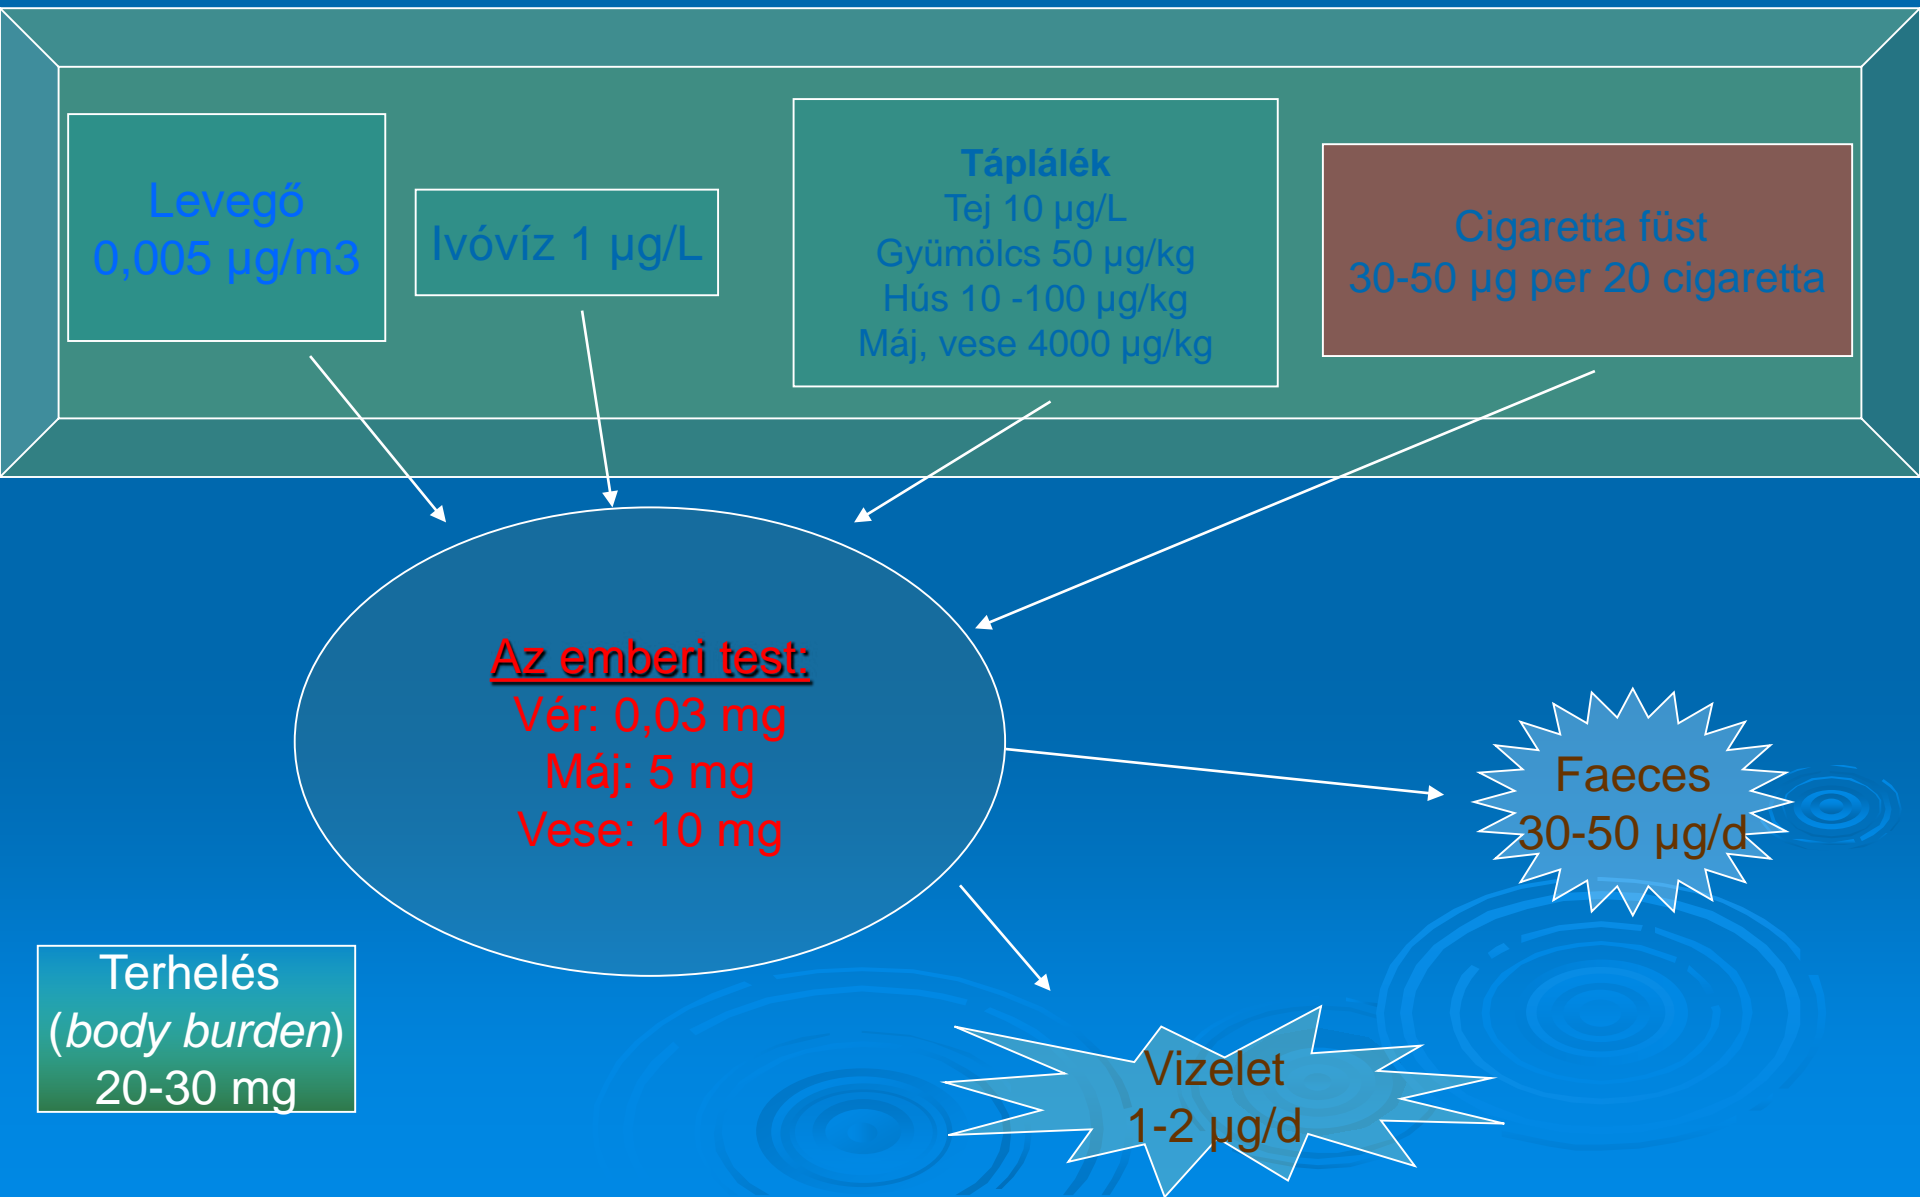 Levegő
0,005 µg/m3
Ivóvíz 1 µg/L
Táplálék
Tej 10 µg/L
Gyümölcs 50 µg/kg
Hús 10 -100 µg/kg
Máj, vese 4000 µg/kg
Cigaretta füst
30-50 µg per 20 cigaretta
Az emberi test:
Vér: 0,03 mg
Máj: 5 mg
Vese: 10 mg
Faeces
30-50 µg/d
Terhelés
(body burden)
20-30 mg
Vizelet
1-2 µg/d